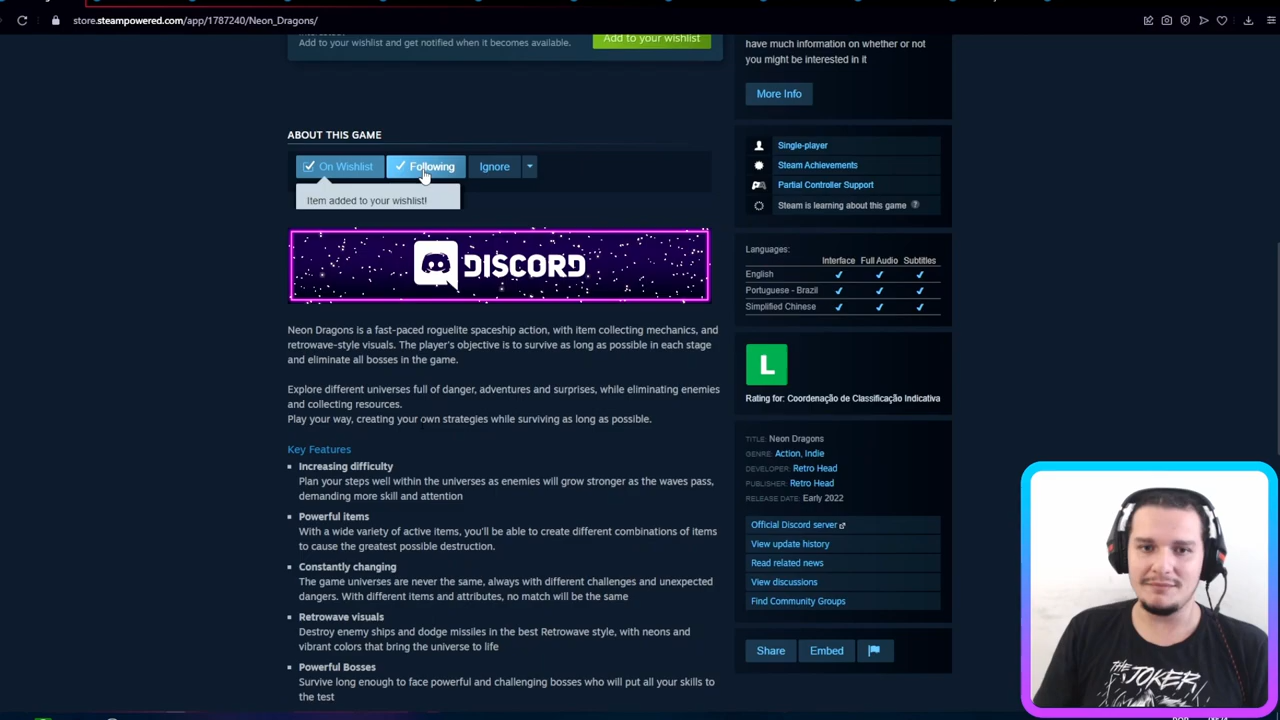 store.steampowered.com/app/1787240/Neon_Dragons/
Add to your wishlist and get notified when it becomes available.
Add to your wishlist
ABOUT THIS GAME
On Wishlist
Following
Ignore
Item added to your wishlist!
DISCORD
Neon Dragons is a fast-paced roguelite spaceship action, with item collecting mechanics, and
retrowave-style visuals. The player's objective is to survive as long as possible in each stage
and eliminate all bosses in the game.
Explore different universes full of danger, adventures and surprises, while eliminating enemies
and collecting resources.
Play your way, creating your own strategies while surviving as long as possible.
Key Features
Increasing difficulty
Plan your steps well within the universes as enemies will grow stronger as the waves pass,
demanding more skill and attention
Powerful items
With a wide variety of active items, you'll be able to create different combinations of items
to cause the greatest possible destruction.
Constantly changing
The game universes are never the same, always with different challenges and unexpected
dangers. With different items and attributes, no match will be the same
Retrowave visuals
Destroy enemy ships and dodge missiles in the best Retrowave style, with neons and
vibrant colors that bring the universe to life
Powerful Bosses
Survive long enough to face powerful and challenging bosses who will put all your skills to
the test
have much information on whether or not
you might be interested in it
More Info
Single-player
Steam Achievements
Partial Controller Support
Steam is learning about this game ?
Languages:
Interface Full Audio Subtitles
English
Portuguese - Brazil
Simplified Chinese
L
Rating for: Coordenação de Classificação Indicativa
TITLE: Neon Dragons
GENRE: Action, Indie
DEVELOPER: Retro Head
PUBLISHER: Retro Head
RELEASE DATE: Early 2022
Official Discord server
View update history
Read related news
View discussions
Find Community Groups
Share
Embed
THE JOKER